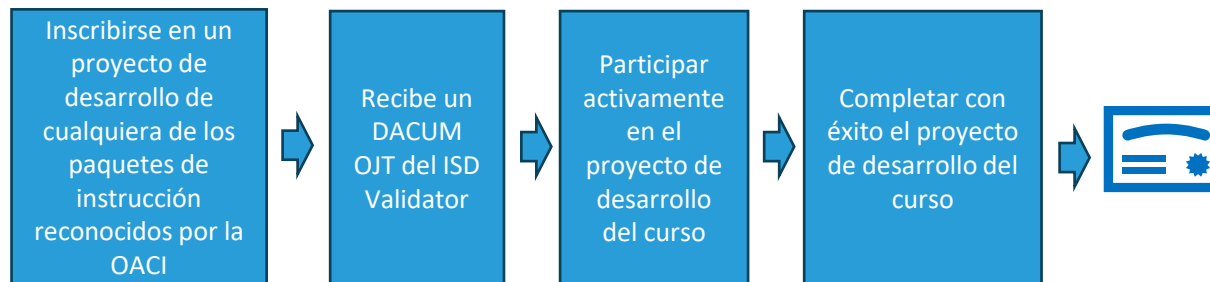 Inscribirse en un
proyecto de
desarrollo de
cualquiera de los
paquetes de
instrucción
reconocidos por la
OACI
Recibe un
DACUM
OJT del ISD
Validator
Participar
activamente
en el
proyecto de
desarrollo
del curso
Completar con
éxito el proyecto
de desarrollo del
curso